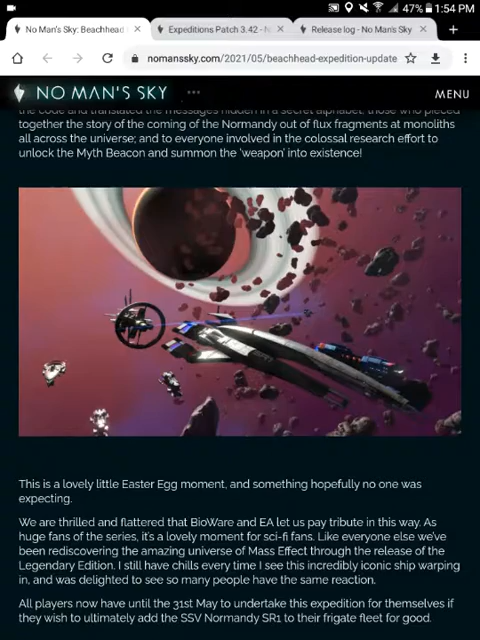 47% 1:54 PM
No Man's Sky: Beachhead
Expeditions Patch 3.42 - N
Release log - No Man's Sky
nomanssky.com/2021/05/beachhead-expedition-update
NO MAN'S SKY
MENU
the code and translated the messages hidden in a secret alphabet; those who pieced
together the story of the coming of the Normandy out of flux fragments at monoliths
all across the universe; and to everyone involved in the colossal research effort to
unlock the Myth Beacon and summon the 'weapon' into existence!
This is a lovely little Easter Egg moment, and something hopefully no one was
expecting.
We are thrilled and flattered that BioWare and EA let us pay tribute in this way. As
huge fans of the series, it's a lovely moment for sci-fi fans. Like everyone else we've
been rediscovering the amazing universe of Mass Effect through the release of the
Legendary Edition. I still have chills every time I see this incredibly iconic ship warping
in, and was delighted to see so many people have the same reaction.
All players now have until the 31st May to undertake this expedition for themselves if
they wish to ultimately add the SSV Normandy SR1 to their frigate fleet for good.